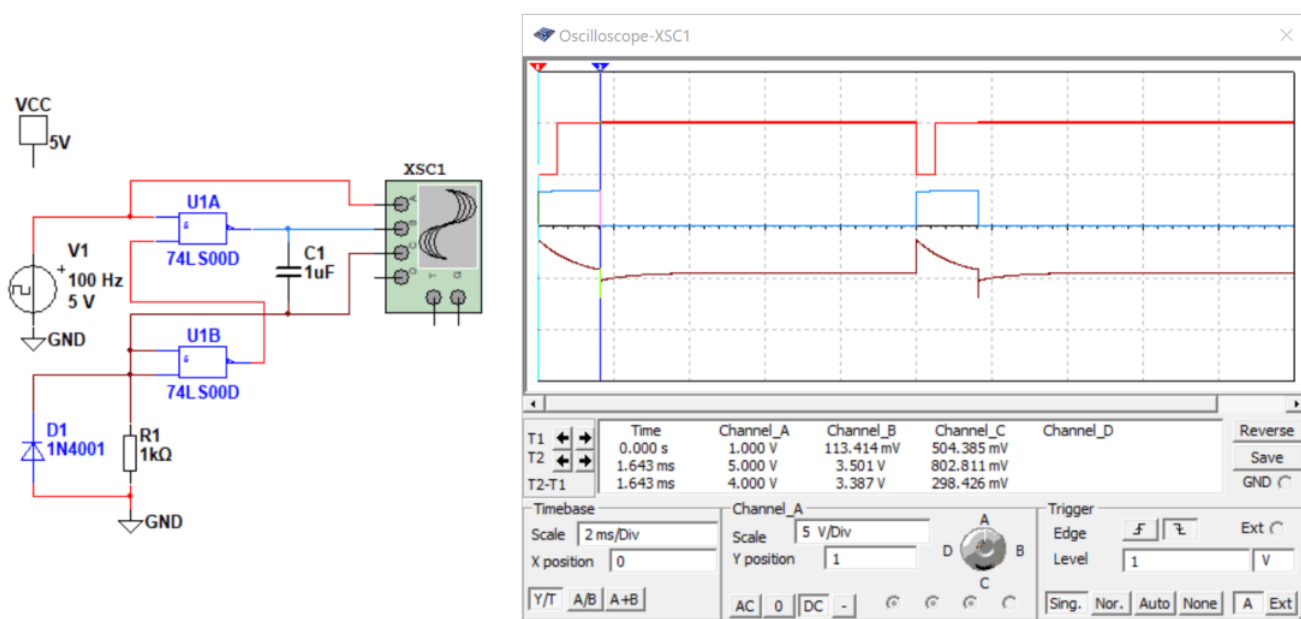 VCC
5V
XSC1
U1A
&
74LS00D
V1
100 Hz
5 V
GND
C1
1uF
A
B
C
D
T
G
U1B
&
74LS00D
D1
1N4001
R1
1kΩ
GND
Oscilloscope-XSC1
T1
T2
T2-T1
Time Channel_A Channel_B Channel_C Channel_D
0.000 s 1.000 V 113.414 mV 504.385 mV
1.643 ms 5.000 V 3.501 V 802.811 mV
1.643 ms 4.000 V 3.387 V 298.426 mV
Reverse
Save
GND
Timebase
Scale 2 ms/Div
X position 0
Y/T A/B A+B
Channel_A
Scale 5 V/Div
Y position 1
AC 0 DC -
A
B
C
D
Trigger
Edge Ext
Level 1 V
Sing. Nor. Auto None A Ext